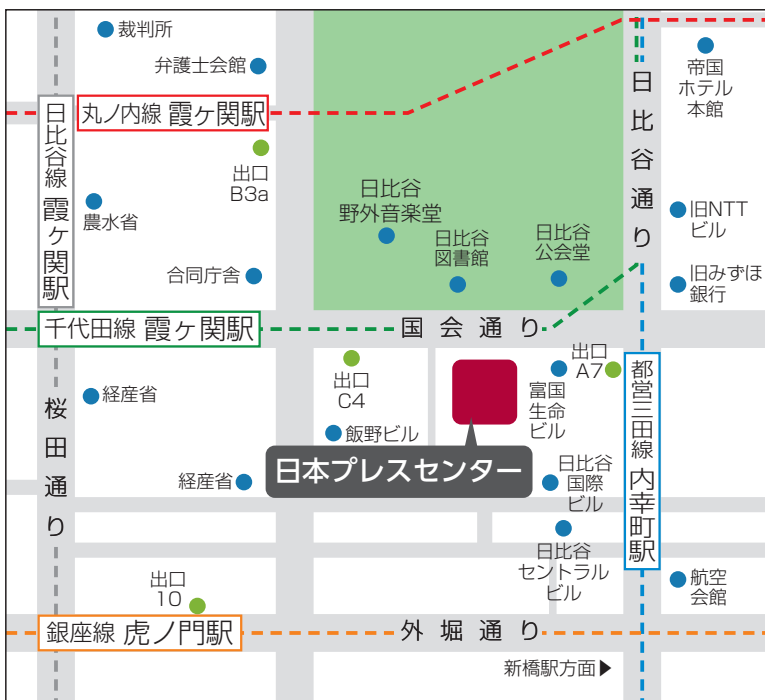 裁判所
弁護士会館
帝国
ホテル
本館
日比谷通り
丸ノ内線 霞ヶ関駅
日比谷線 霞ヶ関駅
出口
B3a
農水省
合同庁舎
日比谷
野外音楽堂
日比谷
図書館
日比谷
公会堂
旧NTT
ビル
旧みずほ
銀行
千代田線 霞ヶ関駅
国会通り
出口
C4
出口
A7
富国
生命
ビル
都営三田線 内幸町駅
経産省
桜田通り
飯野ビル
日本プレスセンター
経産省
日比谷
国際
ビル
日比谷
セントラル
ビル
航空
会館
出口
10
銀座線 虎ノ門駅
外堀通り
新橋駅方面▶